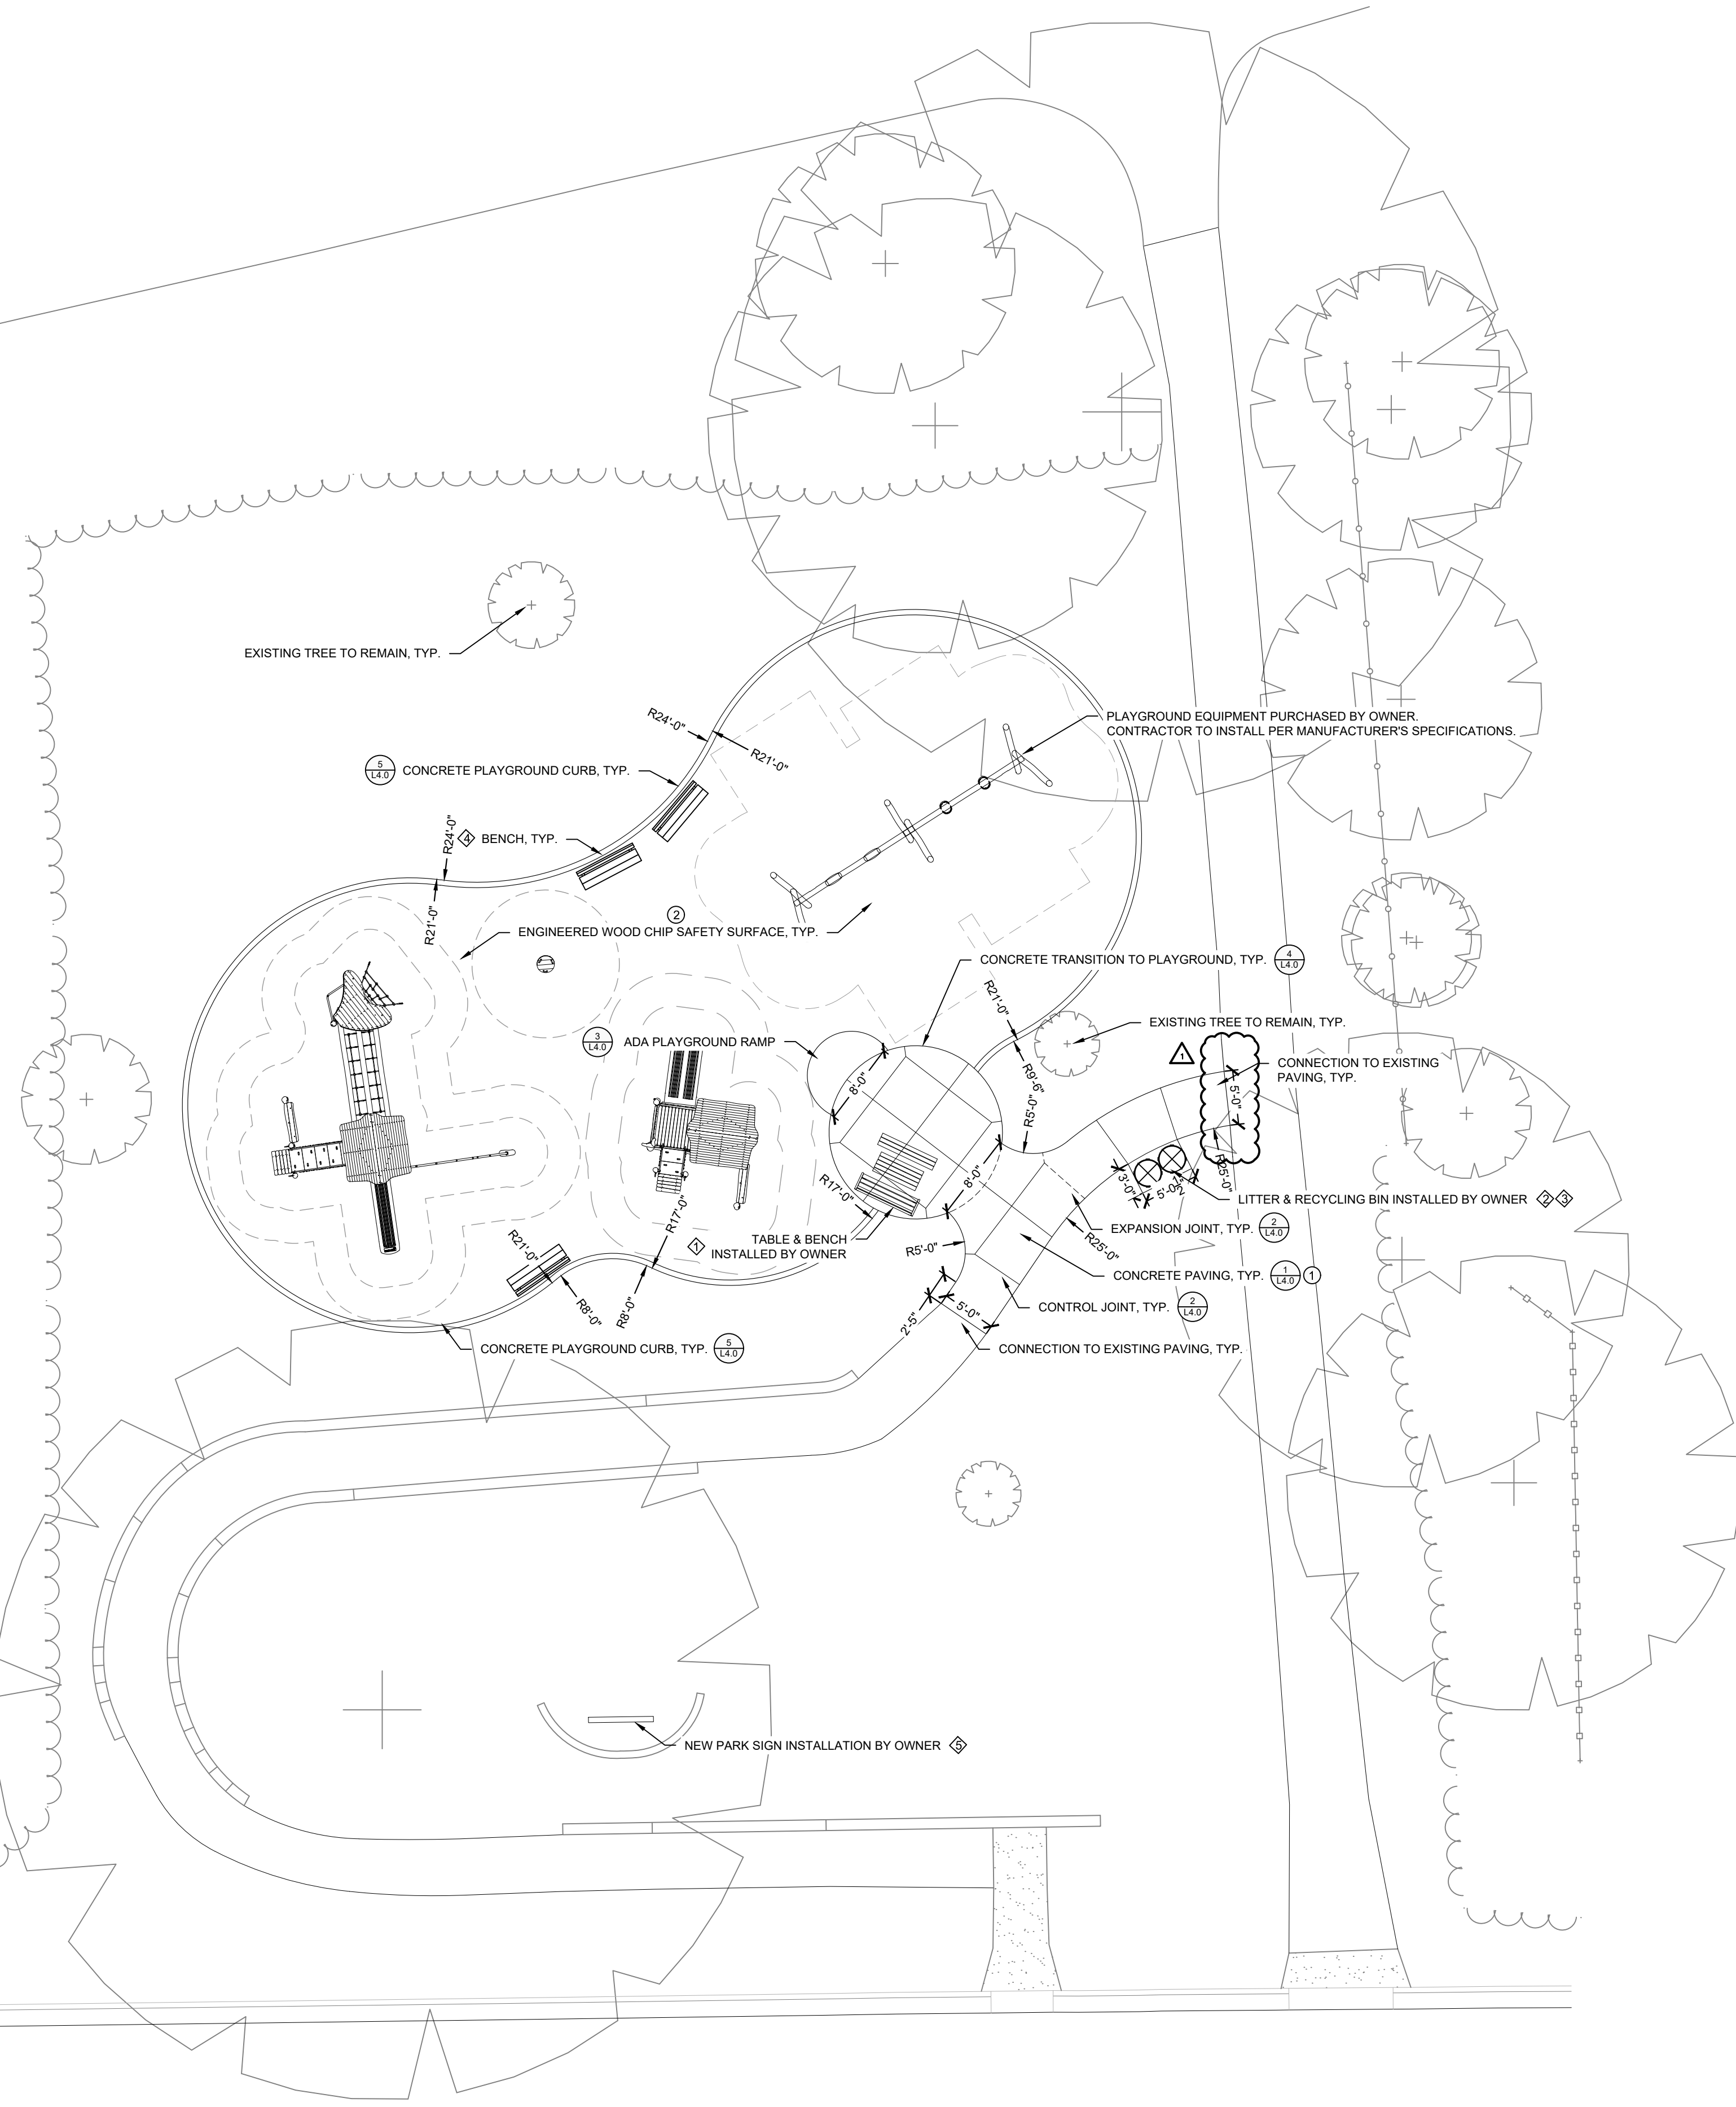 EXISTING TREE TO REMAIN, TYP.
R24'-0"
R21'-0"
PLAYGROUND EQUIPMENT PURCHASED BY OWNER.
CONTRACTOR TO INSTALL PER MANUFACTURER'S SPECIFICATIONS.
5
L4.0
CONCRETE PLAYGROUND CURB, TYP.
R24'-0"
4
BENCH, TYP.
R21'-0"
2
ENGINEERED WOOD CHIP SAFETY SURFACE, TYP.
CONCRETE TRANSITION TO PLAYGROUND, TYP.
4
L4.0
R21'-0"
EXISTING TREE TO REMAIN, TYP.
3
L4.0
ADA PLAYGROUND RAMP
1
CONNECTION TO EXISTING
PAVING, TYP.
8'-0"
R9'-6"
R5'-0"
5'-0"
R25'-0"
8'-0"
3'-0"
5'-0"
R17'-0"
R17'-0"
LITTER & RECYCLING BIN INSTALLED BY OWNER
2
3
EXPANSION JOINT, TYP.
2
L4.0
1
TABLE & BENCH
INSTALLED BY OWNER
R5'-0"
R25'-0"
R21'-0"
CONCRETE PAVING, TYP.
1
L4.0
1
R8'-0"
R8'-0"
2'-5"
5'-0"
CONTROL JOINT, TYP.
2
L4.0
CONCRETE PLAYGROUND CURB, TYP.
5
L4.0
CONNECTION TO EXISTING PAVING, TYP.
NEW PARK SIGN INSTALLATION BY OWNER
5